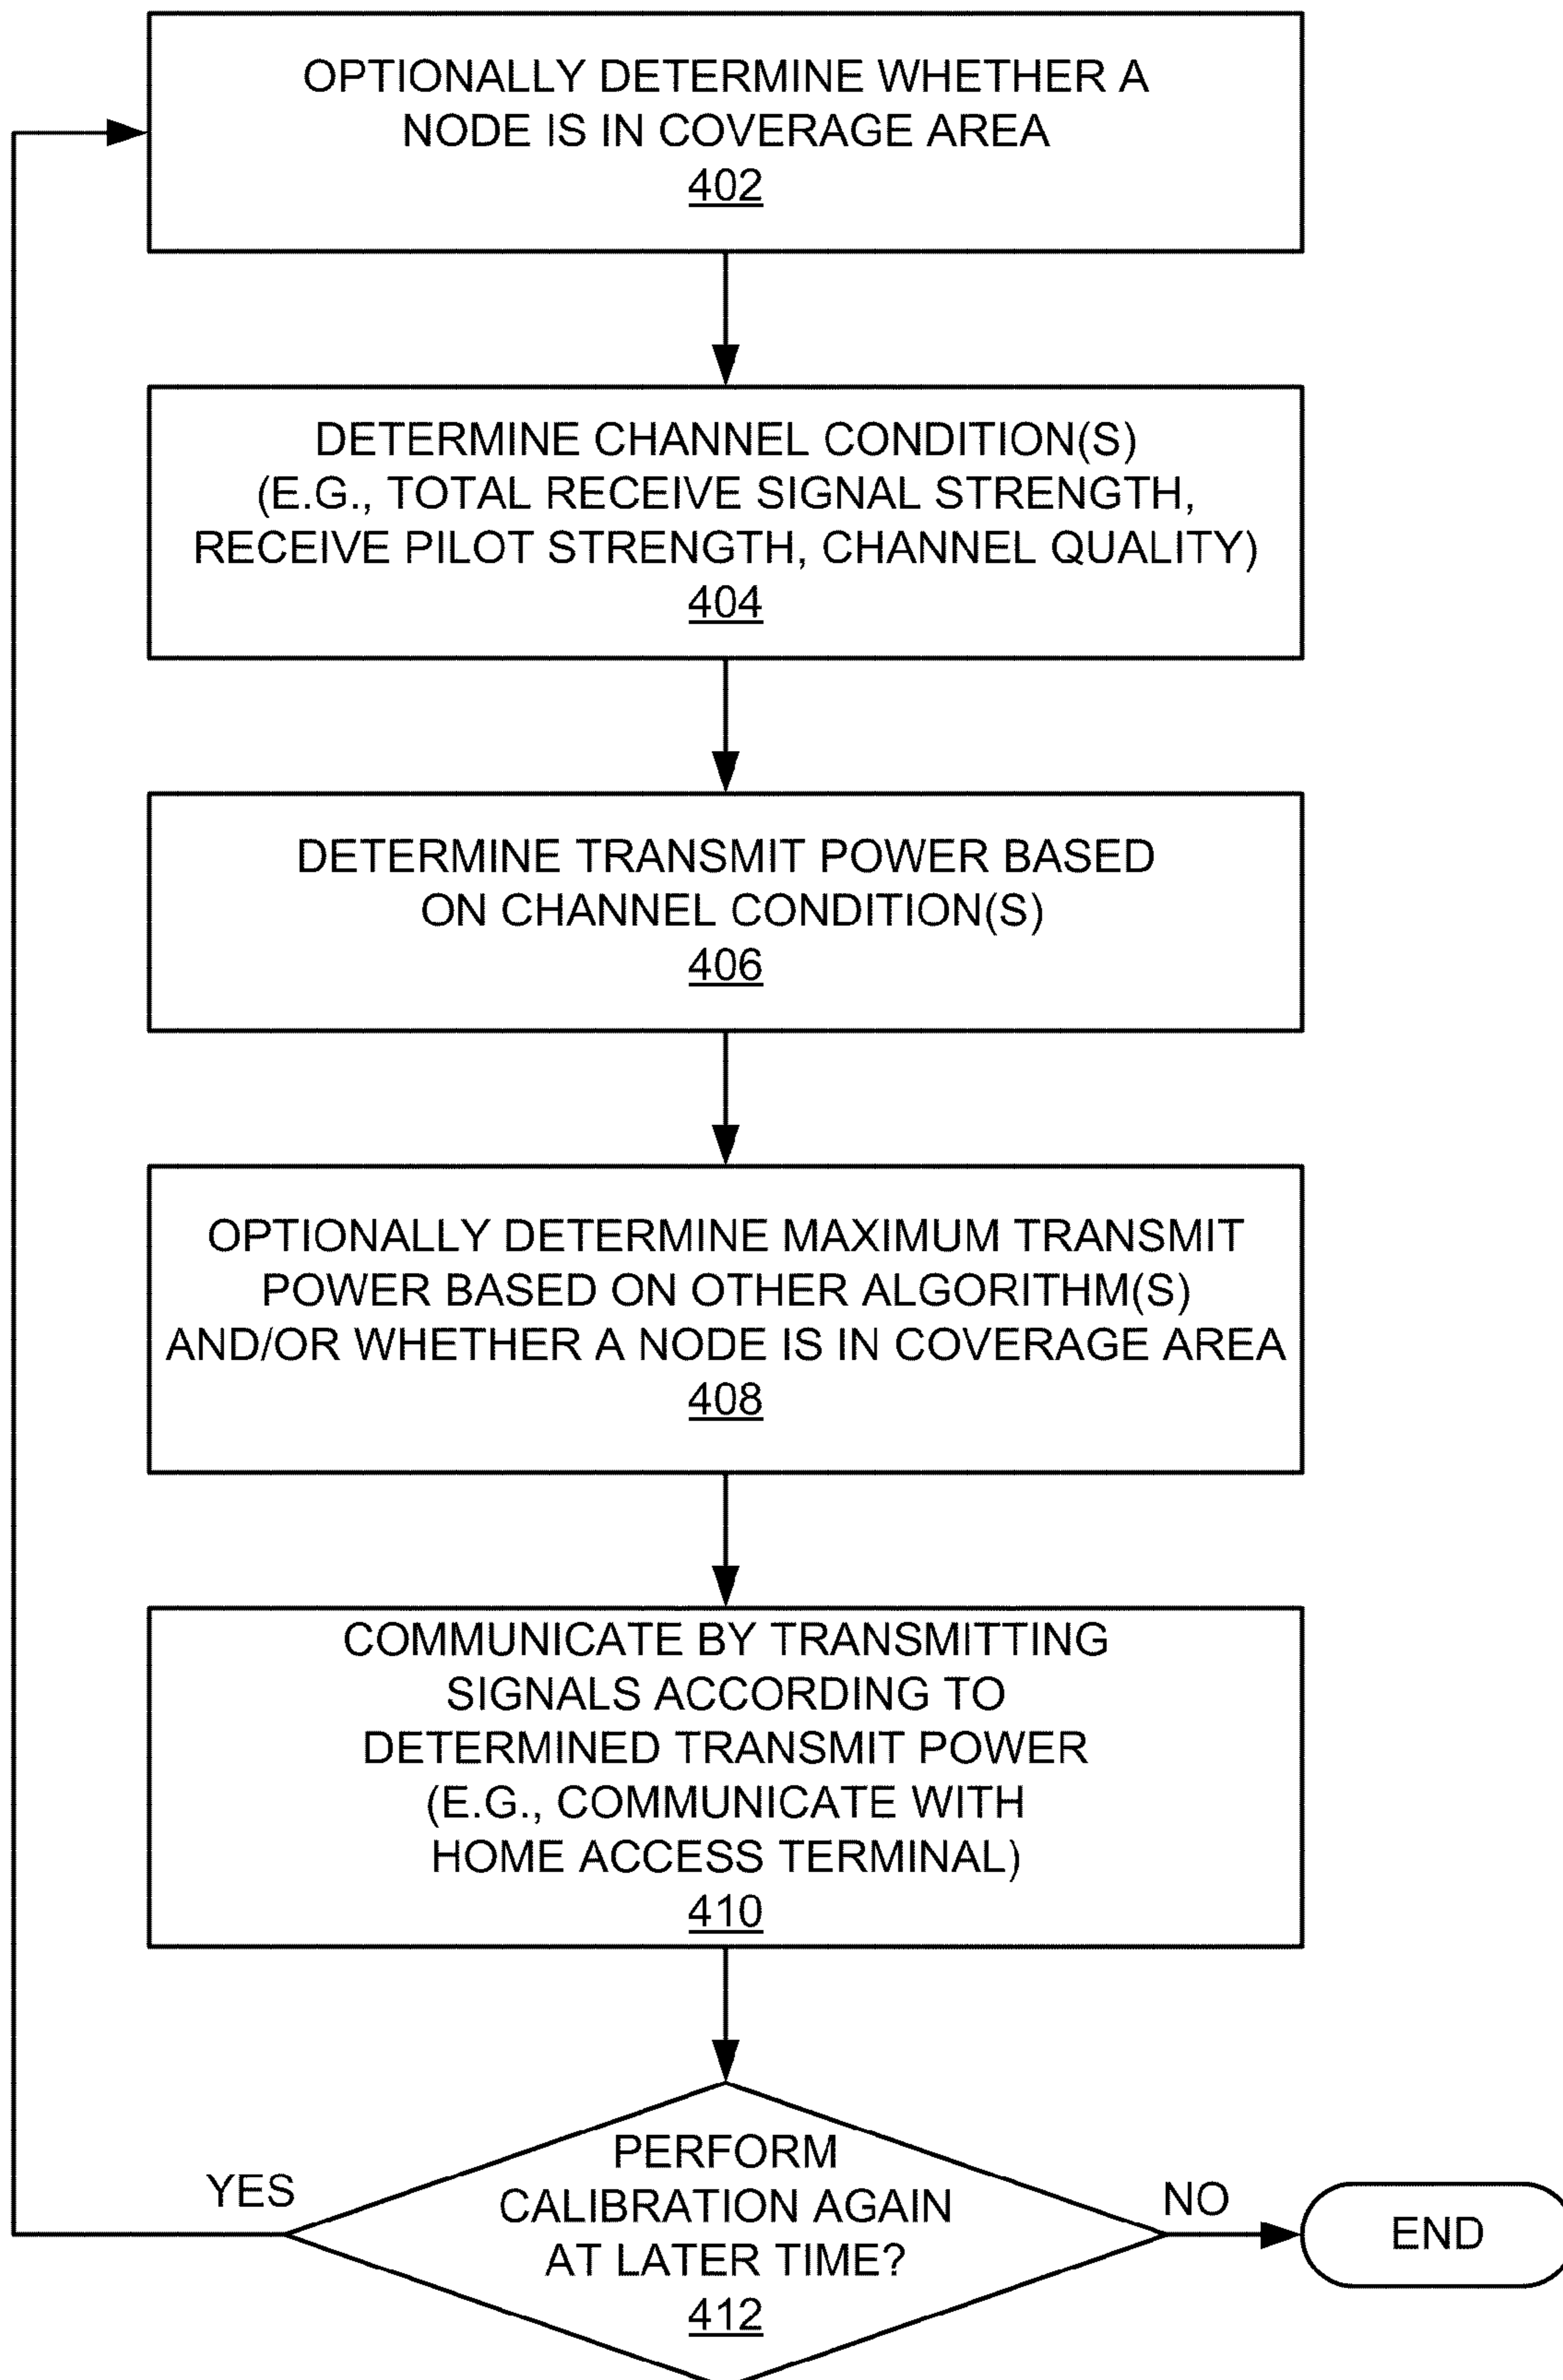 OPTIONALLY DETERMINE WHETHER A
NODE IS IN COVERAGE AREA
402
DETERMINE CHANNEL CONDITION(S)
(E.G., TOTAL RECEIVE SIGNAL STRENGTH,
RECEIVE PILOT STRENGTH, CHANNEL QUALITY)
404
DETERMINE TRANSMIT POWER BASED
ON CHANNEL CONDITION(S)
406
OPTIONALLY DETERMINE MAXIMUM TRANSMIT
POWER BASED ON OTHER ALGORITHM(S)
AND/OR WHETHER A NODE IS IN COVERAGE AREA
408
COMMUNICATE BY TRANSMITTING
SIGNALS ACCORDING TO
DETERMINED TRANSMIT POWER
(E.G., COMMUNICATE WITH
HOME ACCESS TERMINAL)
410
PERFORM
CALIBRATION AGAIN
AT LATER TIME?
412
YES
NO
END